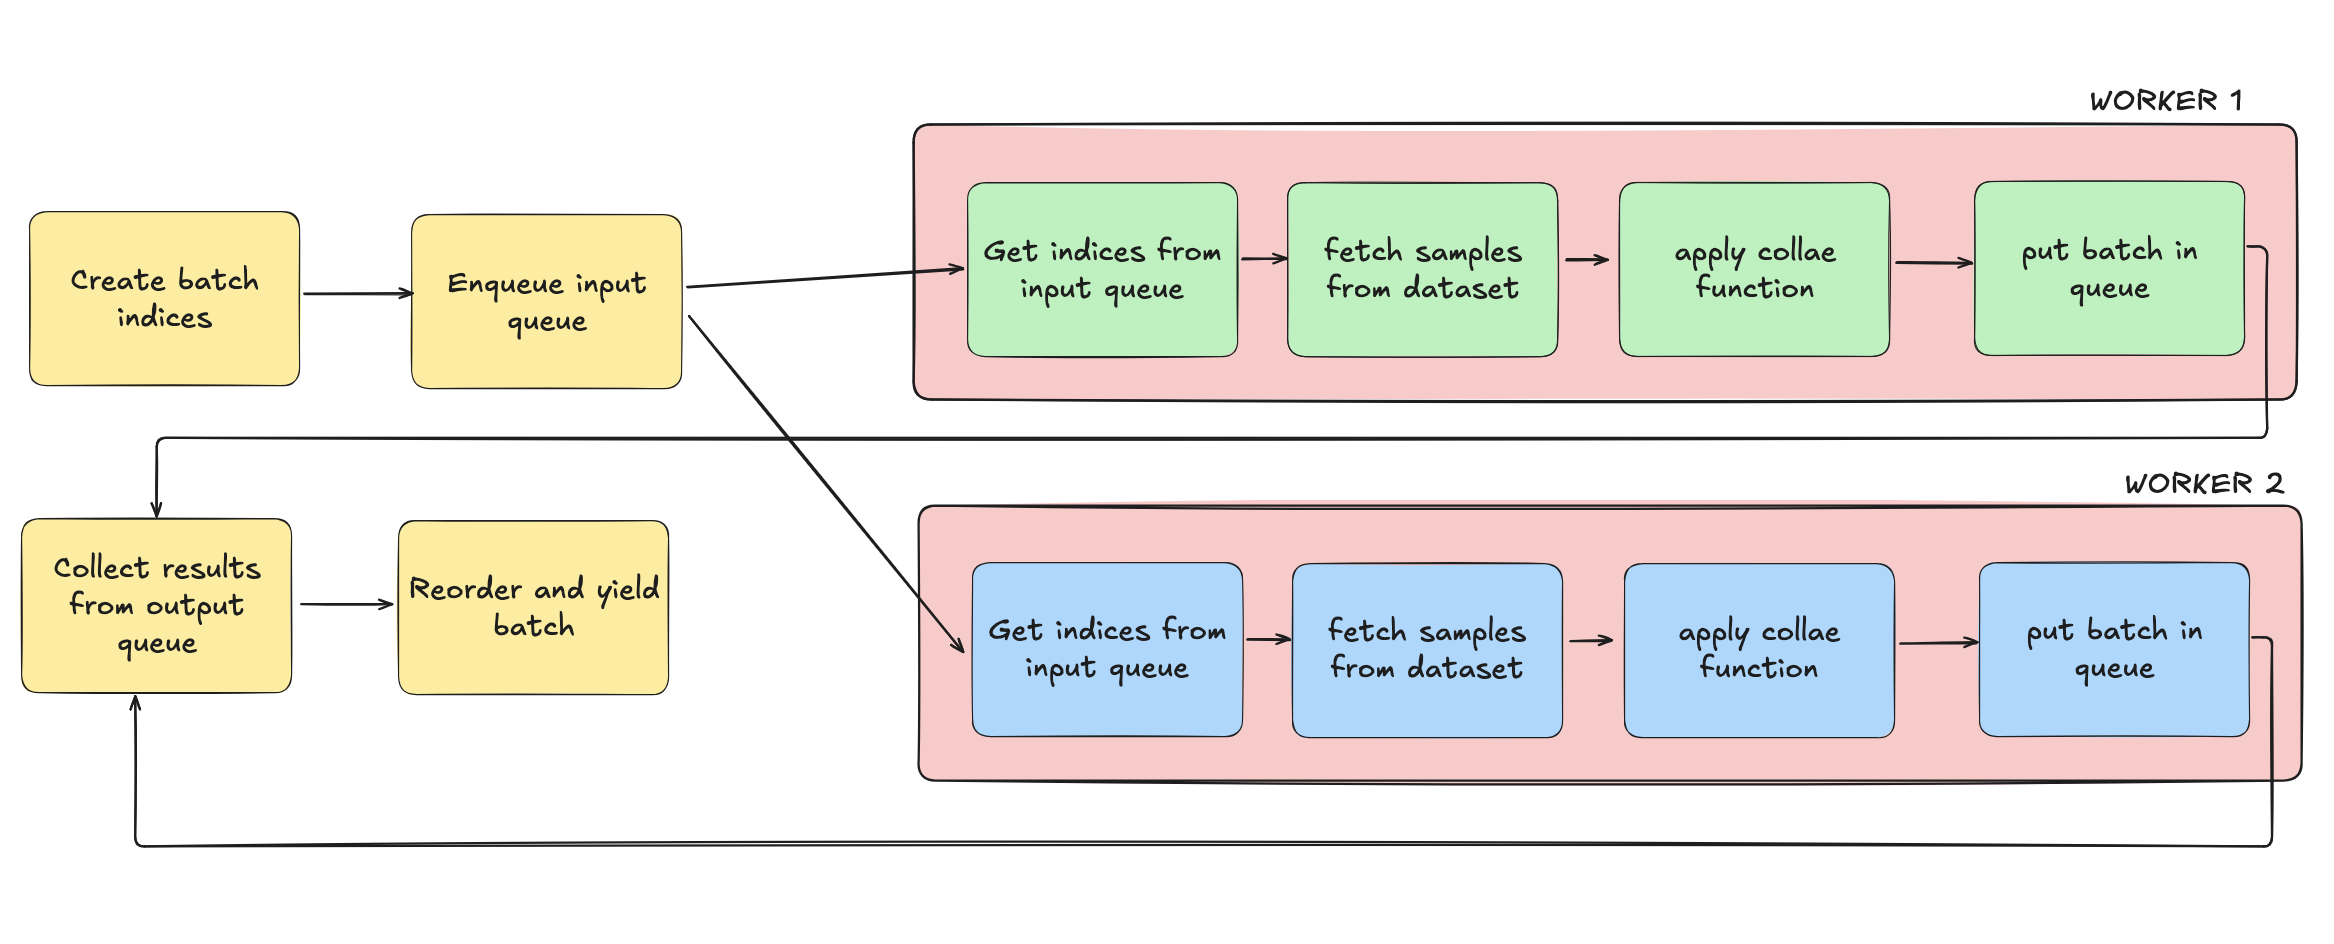 WORKER 1
Create batch
indices
Enqueue input
queue
Get indices from
input queue
fetch samples
from dataset
apply collae
function
put batch in
queue
WORKER 2
Collect results
from output
queue
Reorder and yield
batch
Get indices from
input queue
fetch samples
from dataset
apply collae
function
put batch in
queue